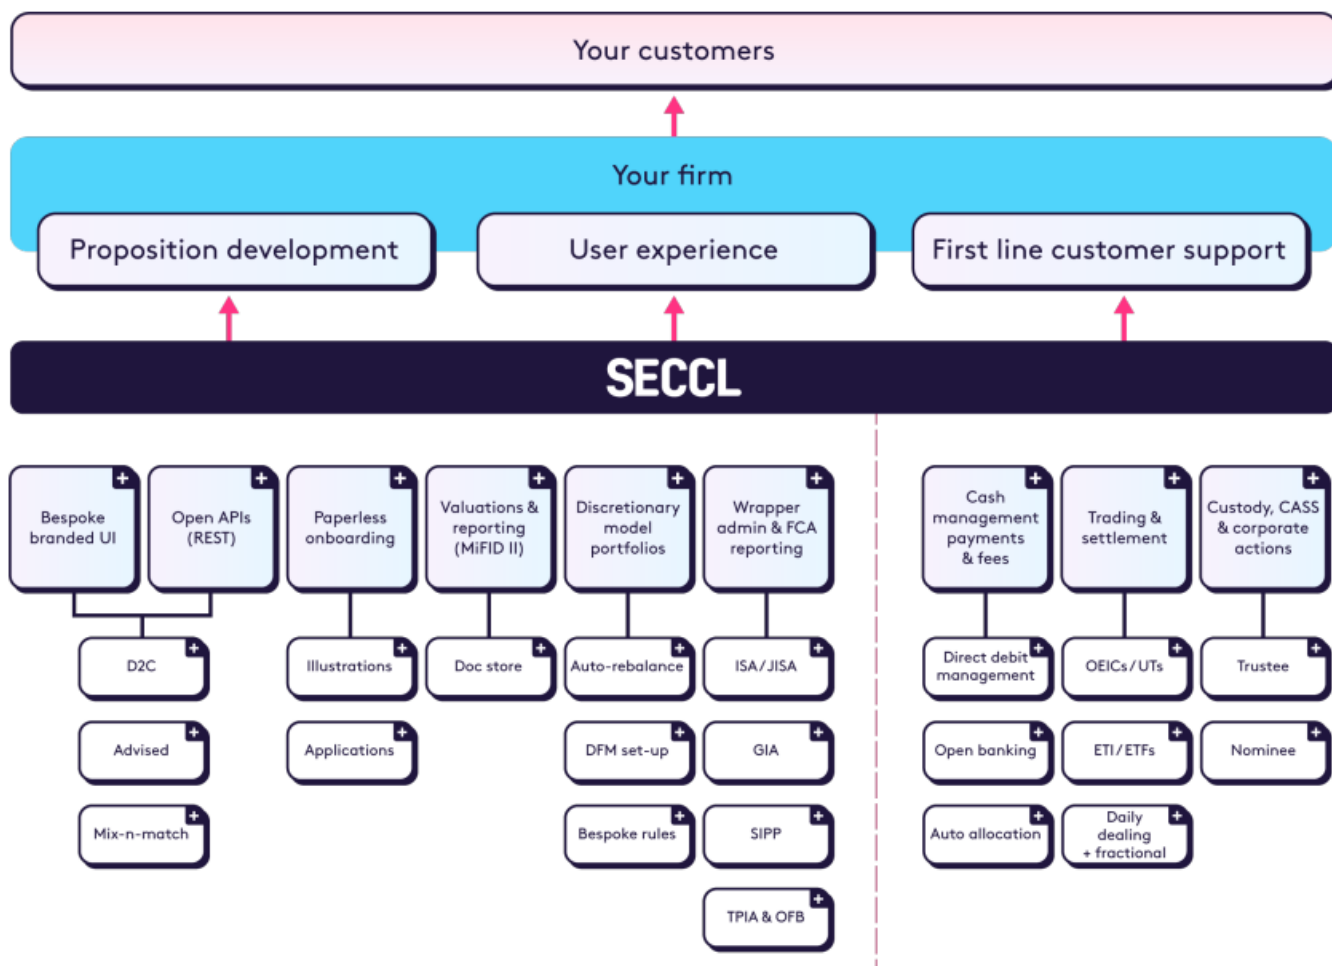 Your customers
Your firm
Proposition development
User experience
First line customer support
SECCL
Bespoke
branded UI
Open APIs
(REST)
Paperless
onboarding
Valuations &
reporting
(MiFID II)
Discretionary
model
portfolios
Wrapper
admin & FCA
reporting
Cash
management
payments
& fees
Trading &
settlement
Custody, CASS
& corporate
actions
D2C
Illustrations
Doc store
Auto-rebalance
ISA / JISA
Direct debit
management
OEICs / UTs
Trustee
Advised
Applications
DFM set-up
GIA
Open banking
ETI / ETFs
Nominee
Mix-n-match
Bespoke rules
SIPP
Auto allocation
Daily
dealing
+ fractional
TPIA & OFB